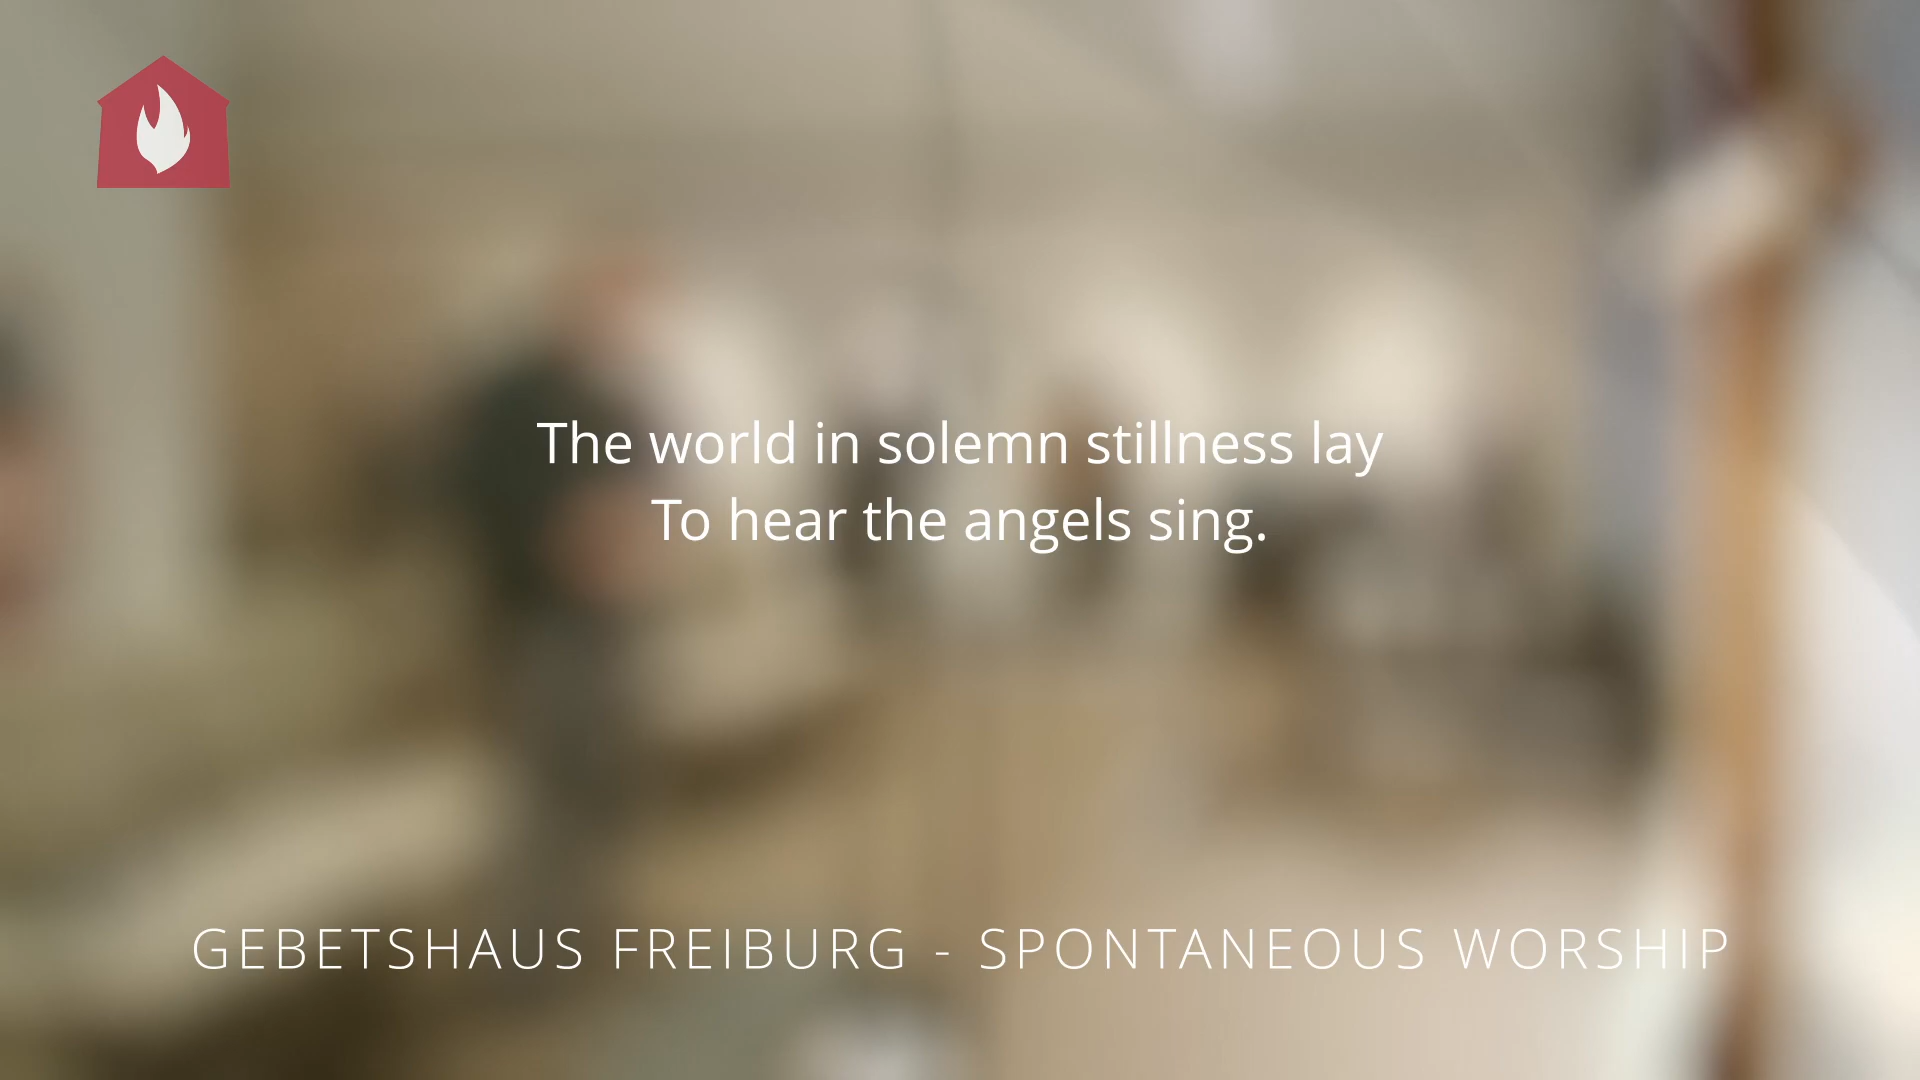 The world in solemn stillness lay
To hear the angels sing.
GEBETSHAUS FREIBURG - SPONTANEOUS WORSHIP